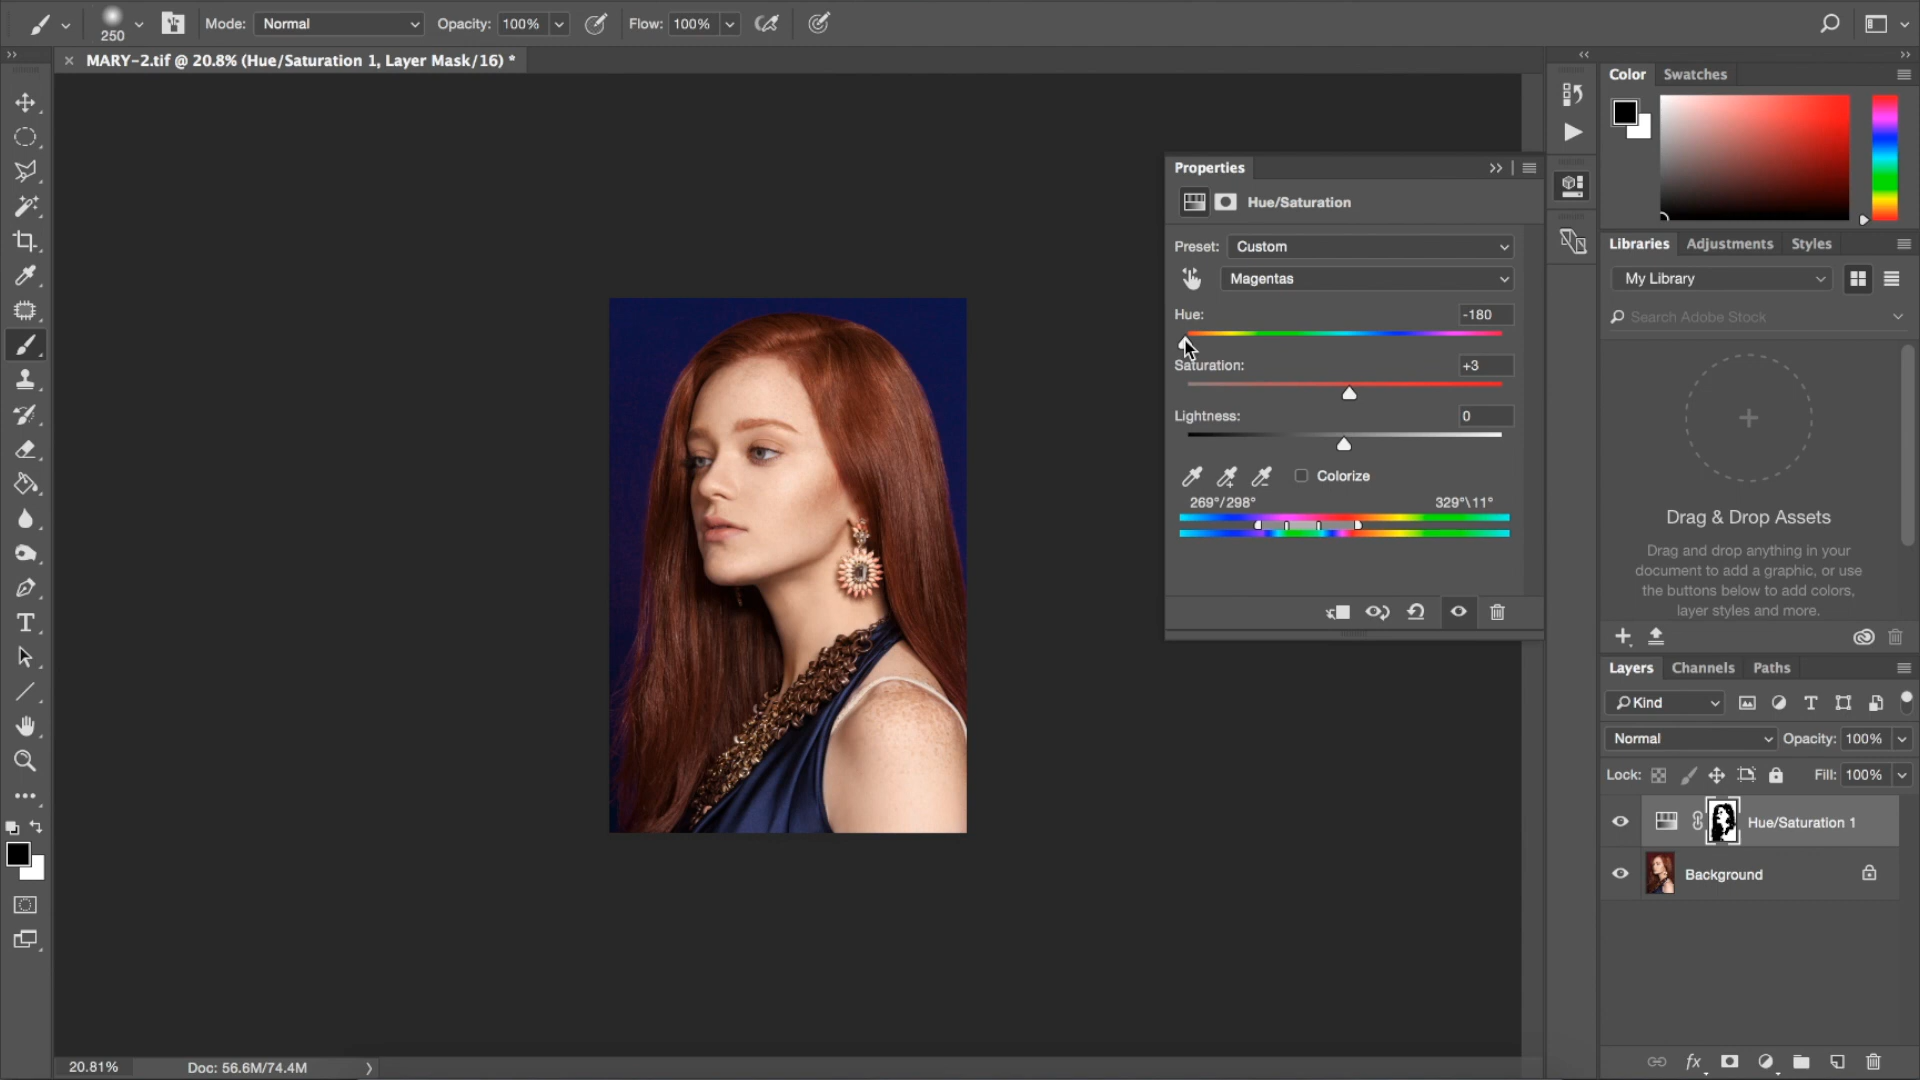 250
Mode: Normal
Opacity: 100%
Flow: 100%
MARY-2.tif @ 20.8% (Hue/Saturation 1, Layer Mask/16) *
Properties
Hue/Saturation
Preset: Custom
Magentas
Hue: -180
Saturation: +3
Lightness: 0
Colorize
269°/298° 329°\11°
Color Swatches
Libraries Adjustments Styles
My Library
Search Adobe Stock
Drag & Drop Assets
Drag and drop anything in your
document to add a graphic, or use
the buttons below to add colors,
layer styles and more.
Layers Channels Paths
Kind
Normal Opacity: 100%
Lock: Fill: 100%
Hue/Saturation 1
Background
20.81% Doc: 56.6M/74.4M